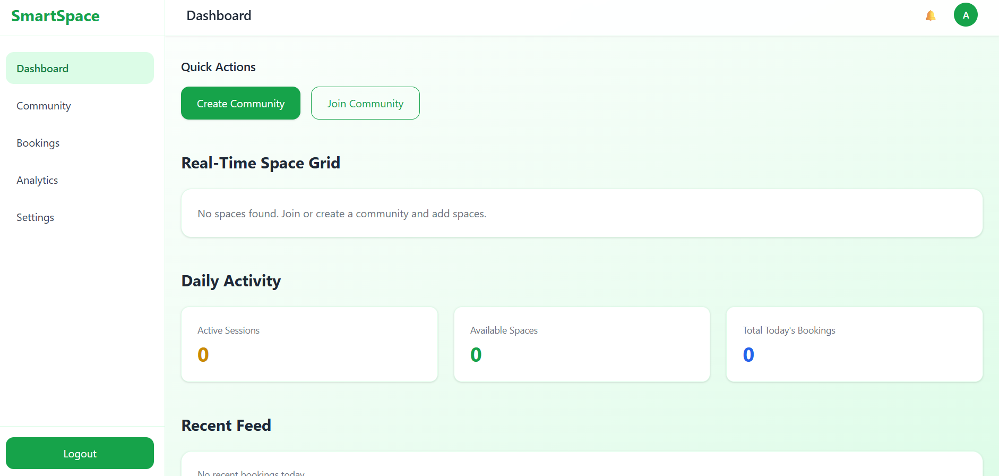 SmartSpace
Dashboard
A
Dashboard
Community
Bookings
Analytics
Settings
Logout
Quick Actions
Create Community
Join Community
Real-Time Space Grid
No spaces found. Join or create a community and add spaces.
Daily Activity
Active Sessions
0
Available Spaces
0
Total Today's Bookings
0
Recent Feed
No recent bookings today